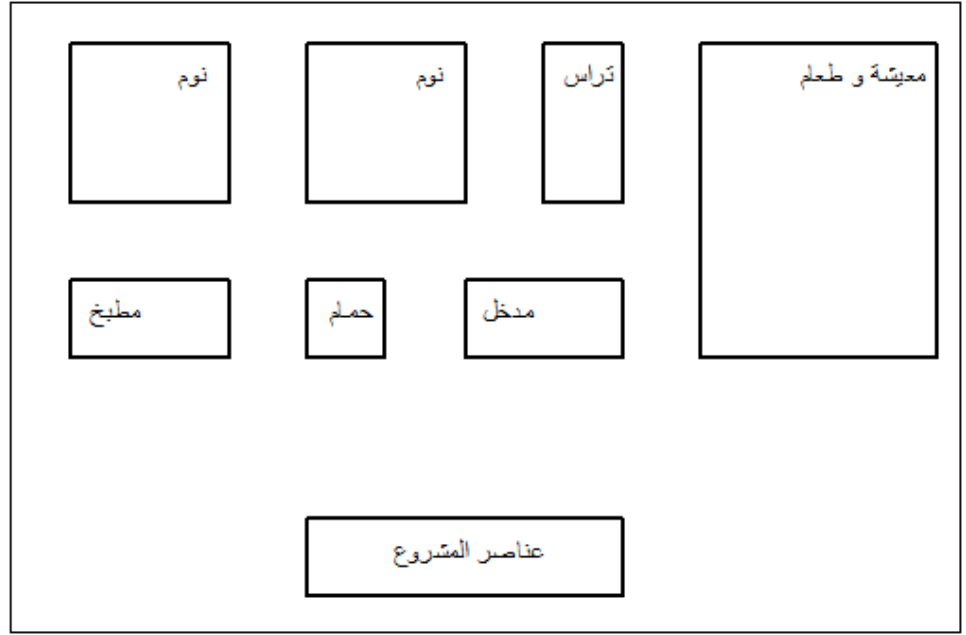 معيشة و طعام
تراس
نوم
نوم
مدخل
حمام
مطبخ
عناصر المشروع